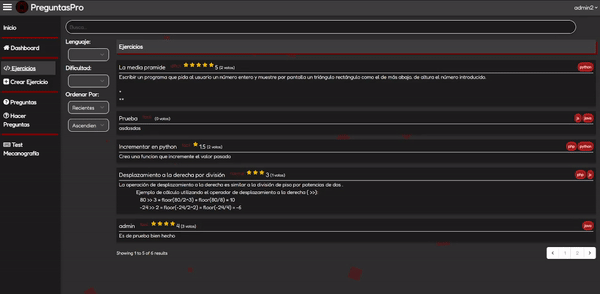 PreguntasPro
admin2
Inicio
Dashboard
Ejercicios
Crear Ejercicio
Preguntas
Hacer
Preguntas
Test
Mecanografía
Buscar...
Lenguaje:
Dificultad:
Ordenar Por:
Recientes
Ascendien
Ejercicios
La media pramide 5 (2 votos) python
Escribir un programa que pida al usuario un número entero y muestre por pantalla un triángulo rectángulo como el de más abajo, de altura el número introducido.
*
**
Prueba (0 votos) js java
asdasdas
Incrementar en python 1.5 (2 votos) php python
Crea una funcion que incremente el valor pasado
Desplazamiento a la derecha por división 3 (1 votos) php js
La operación de desplazamiento a la derecha es similar a la división de piso por potencias de dos .
Ejemplo de cálculo utilizando el operador de desplazamiento a la derecha ( >>):
80 >> 3 = floor(80/2^3) = floor(80/8) = 10
-24 >> 2 = floor(-24/2^2) = floor(-24/4) = -6
admin 4 (3 votos) java
Es de prueba bien hecho
Showing 1 to 5 of 6 results
1 2